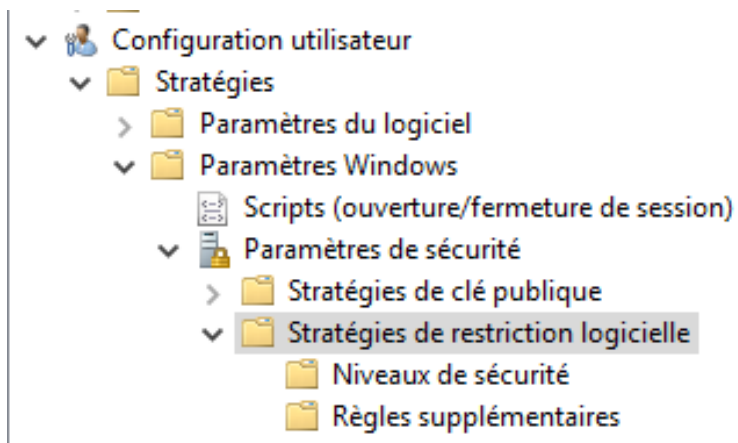 Configuration utilisateur
Stratégies
Paramètres du logiciel
Paramètres Windows
Scripts (ouverture/fermeture de session)
Paramètres de sécurité
Stratégies de clé publique
Stratégies de restriction logicielle
Niveaux de sécurité
Règles supplémentaires